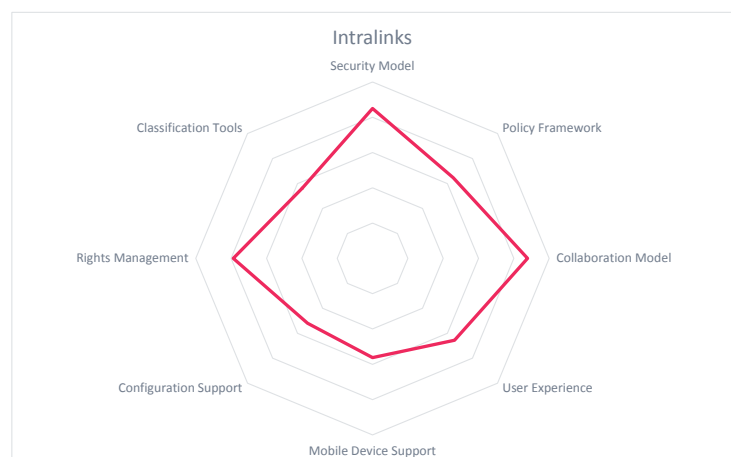 Intralinks
Security Model
Classification Tools
Policy Framework
Rights Management
Collaboration Model
Configuration Support
User Experience
Mobile Device Support